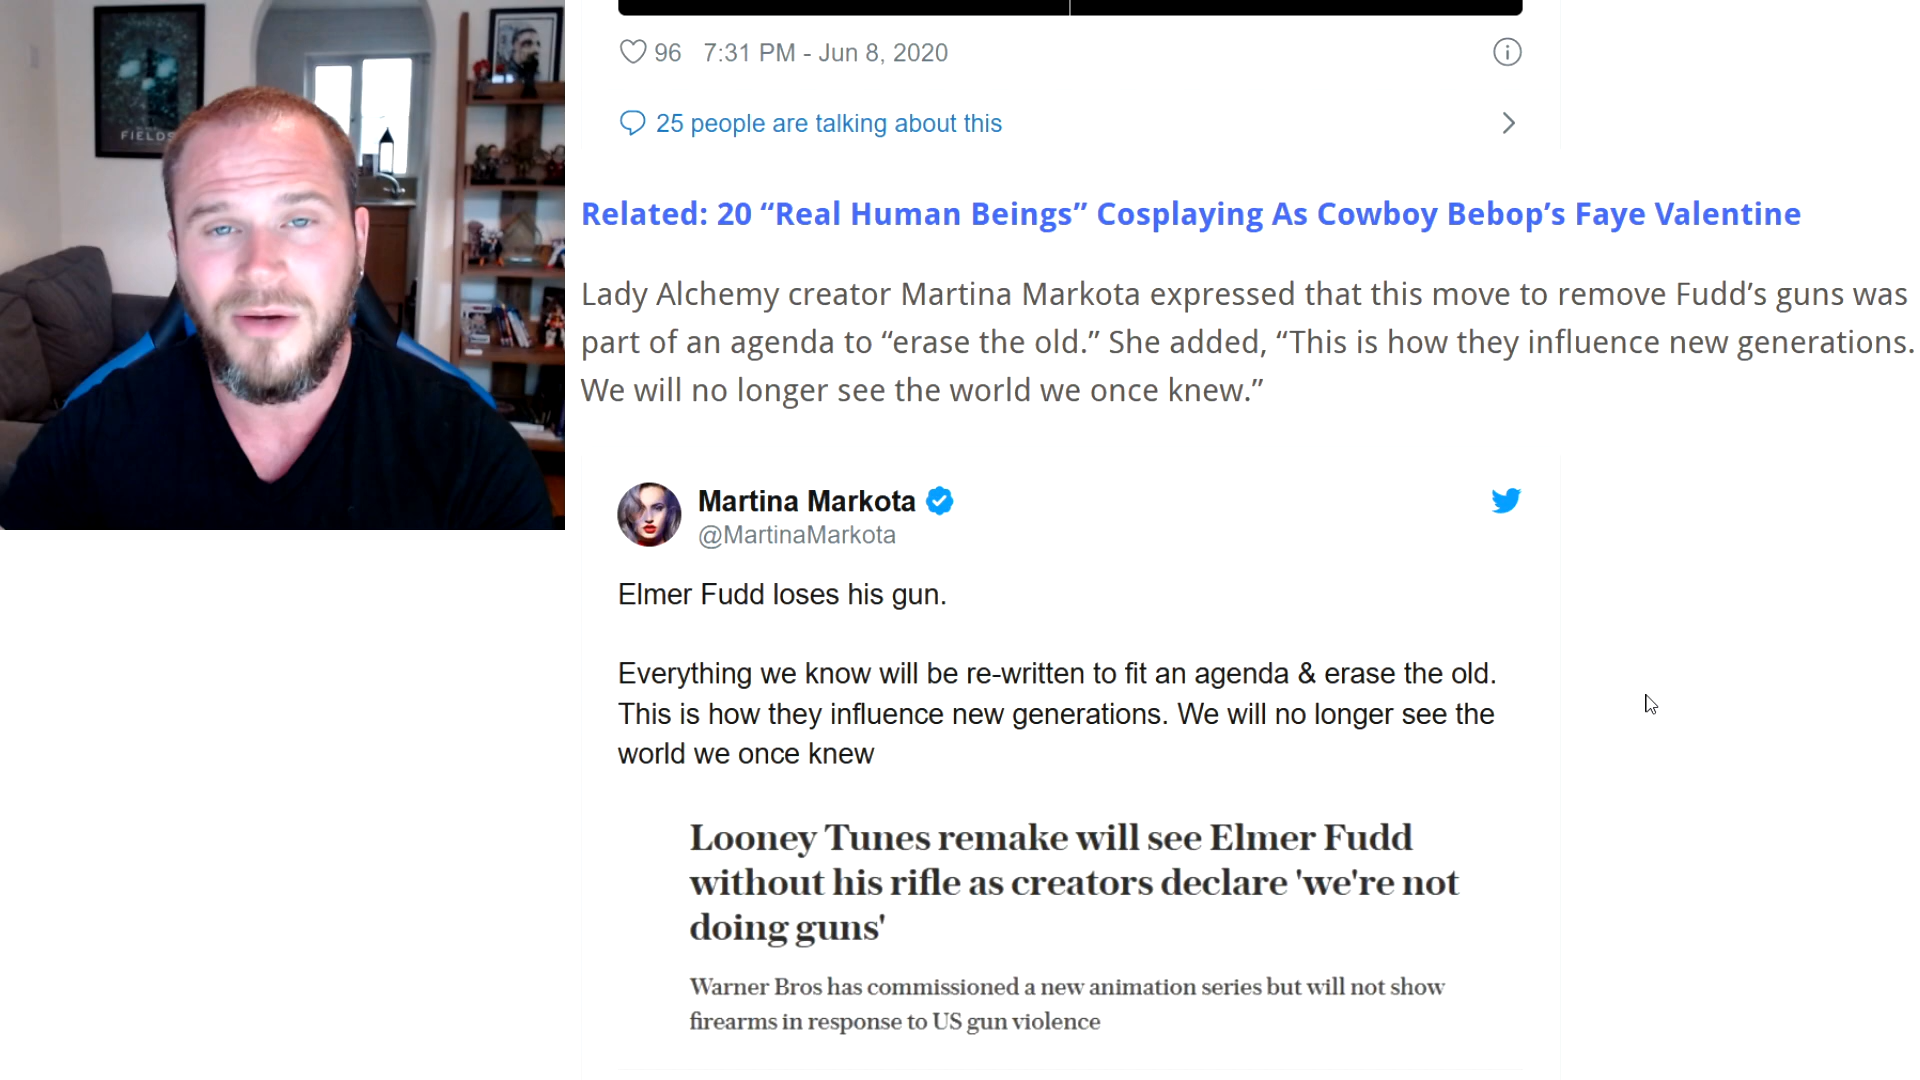 FIELDS
96 7:31 PM - Jun 8, 2020
25 people are talking about this
Related: 20 “Real Human Beings” Cosplaying As Cowboy Bebop’s Faye Valentine
Lady Alchemy creator Martina Markota expressed that this move to remove Fudd’s guns was
part of an agenda to “erase the old.” She added, “This is how they influence new generations.
We will no longer see the world we once knew.”
Martina Markota
@MartinaMarkota
Elmer Fudd loses his gun.
Everything we know will be re-written to fit an agenda & erase the old.
This is how they influence new generations. We will no longer see the
world we once knew
Looney Tunes remake will see Elmer Fudd
without his rifle as creators declare 'we're not
doing guns'
Warner Bros has commissioned a new animation series but will not show
firearms in response to US gun violence